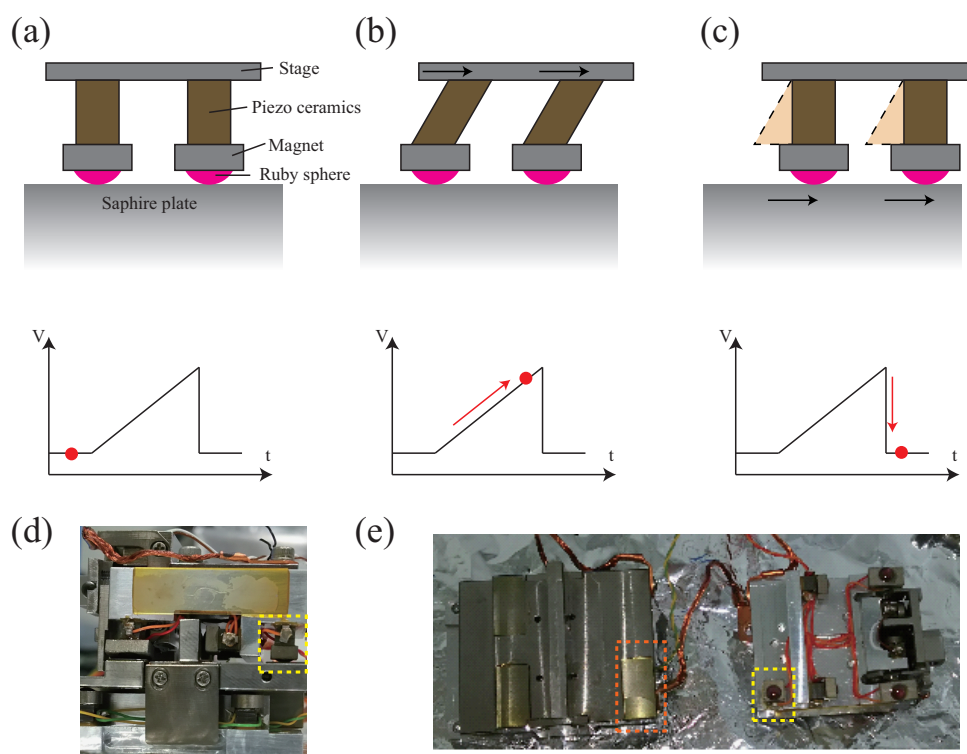 (a)
(b)
(c)
Stage
Piezo ceramics
Magnet
Ruby sphere
Saphire plate
V
t
V
t
V
t
(d)
(e)